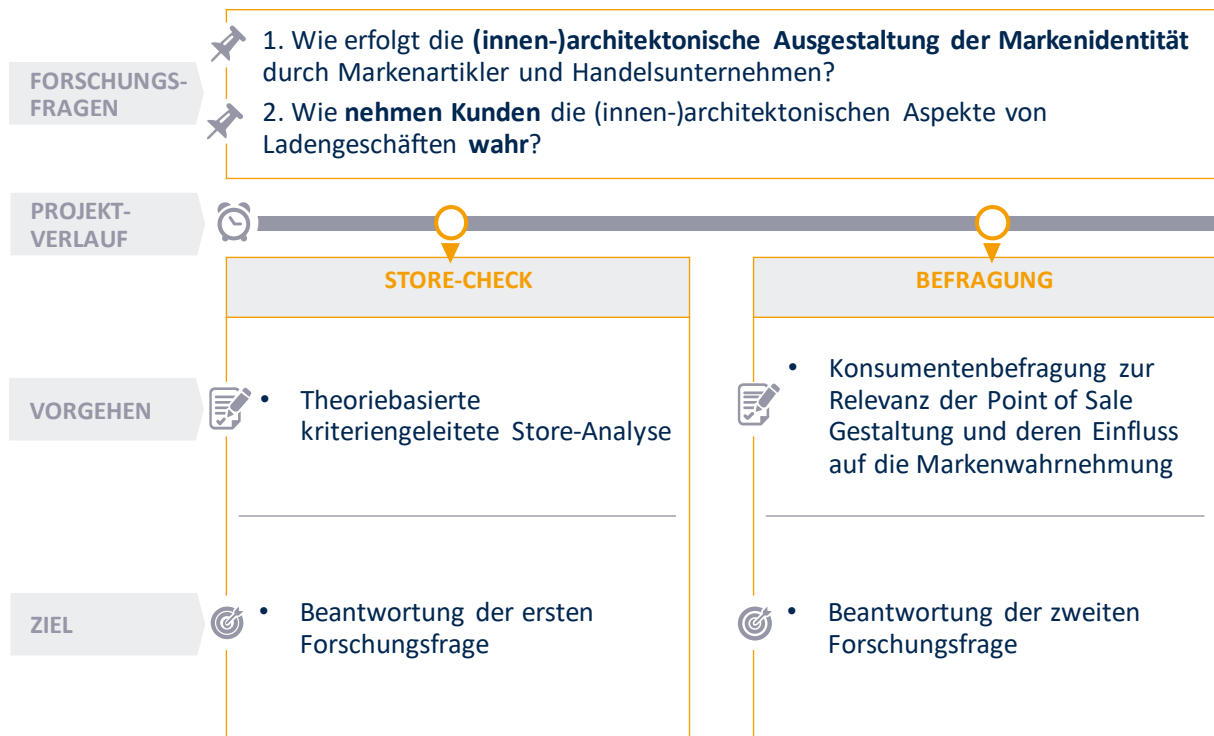 FORSCHUNGS-
FRAGEN
1. Wie erfolgt die (innen-)architektonische Ausgestaltung der Markenidentität
durch Markenartikler und Handelsunternehmen?
2. Wie nehmen Kunden die (innen-)architektonischen Aspekte von
Ladengeschäften wahr?
PROJEKT-
VERLAUF
STORE-CHECK
BEFRAGUNG
VORGEHEN
• Theoriebasierte
kriteriengeleitete Store-Analyse
• Konsumentenbefragung zur
Relevanz der Point of Sale
Gestaltung und deren Einfluss
auf die Markenwahrnehmung
ZIEL
• Beantwortung der ersten
Forschungsfrage
• Beantwortung der zweiten
Forschungsfrage